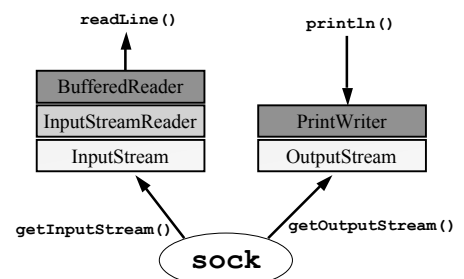 readLine()
println()
BufferedReader
InputStreamReader
PrintWriter
InputStream
OutputStream
getInputStream()
getOutputStream()
sock